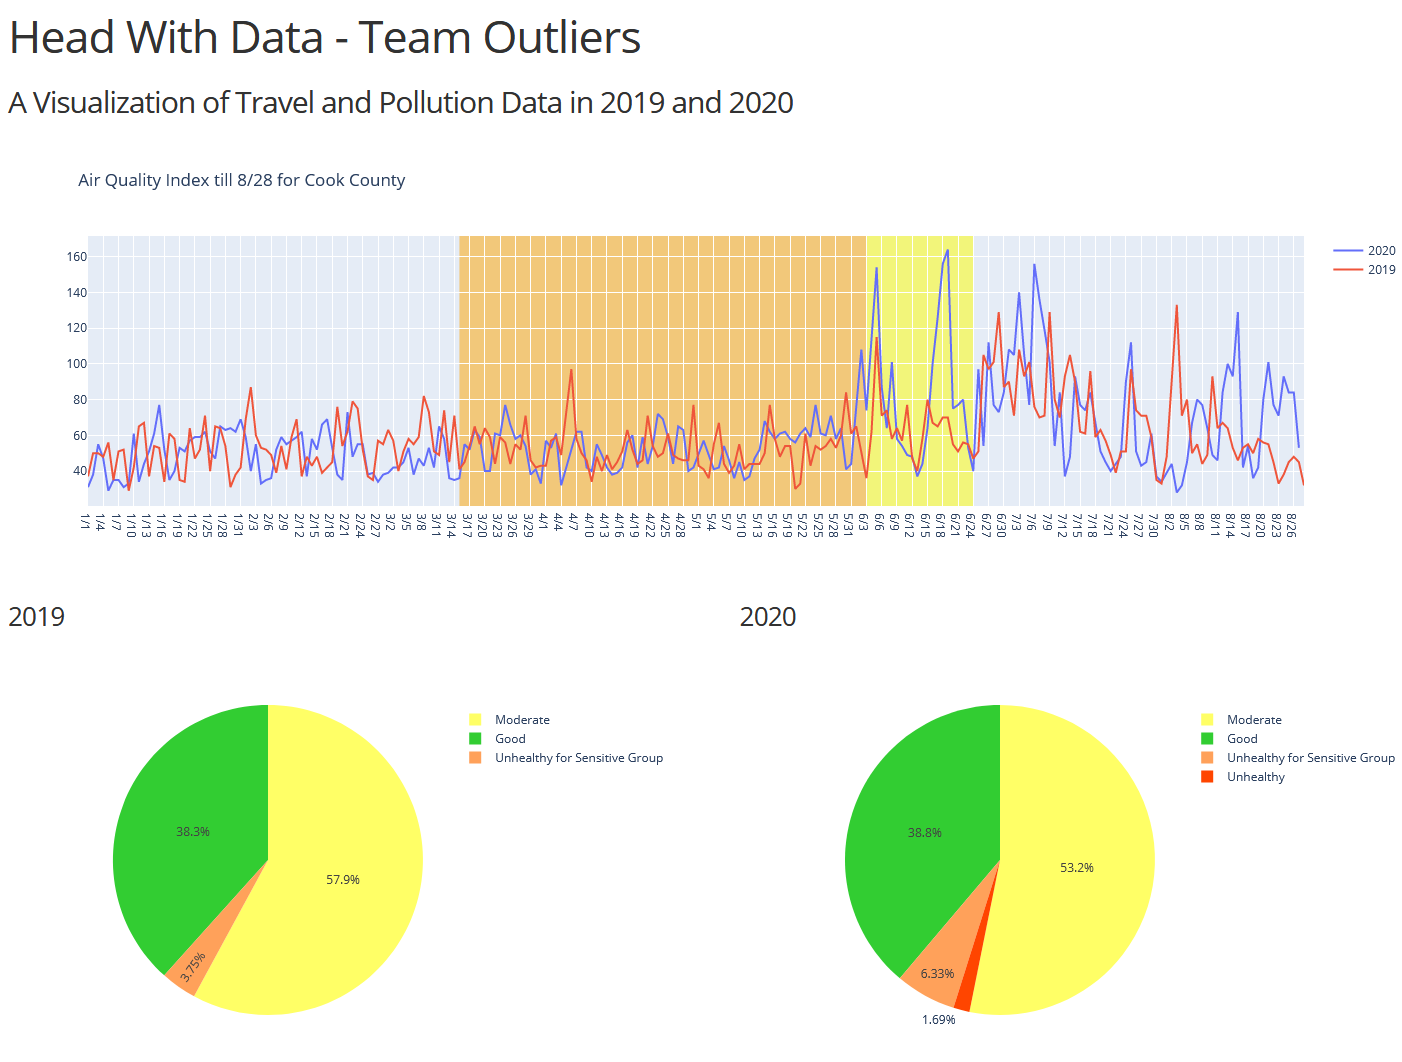 Head With Data - Team Outliers
A Visualization of Travel and Pollution Data in 2019 and 2020
Air Quality Index till 8/28 for Cook County
160
140
120
100
80
60
40
2020
2019
1/1 1/4 1/7 1/10 1/13 1/16 1/19 1/22 1/25 1/28 1/31 2/3 2/6 2/9 2/12 2/15 2/18 2/21 2/24 2/27 3/2 3/5 3/8 3/11 3/14 3/17 3/20 3/23 3/26 3/29 4/1 4/4 4/7 4/10 4/13 4/16 4/19 4/22 4/25 4/28 5/1 5/4 5/7 5/10 5/13 5/16 5/19 5/22 5/25 5/28 5/31 6/3 6/6 6/9 6/12 6/15 6/18 6/21 6/24 6/27 6/30 7/3 7/6 7/9 7/12 7/15 7/18 7/21 7/24 7/27 7/30 8/2 8/5 8/8 8/11 8/14 8/17 8/20 8/23 8/26
2019
Moderate
Good
Unhealthy for Sensitive Group
38.3%
57.9%
3.75%
2020
Moderate
Good
Unhealthy for Sensitive Group
Unhealthy
38.8%
53.2%
6.33%
1.69%